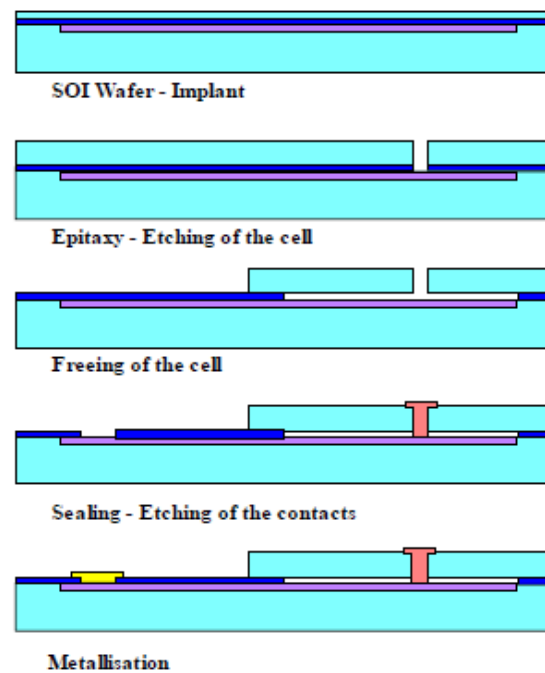 SOI Wafer - Implant
Epitaxy - Etching of the cell
Freeing of the cell
Sealing - Etching of the contacts
Metallisation